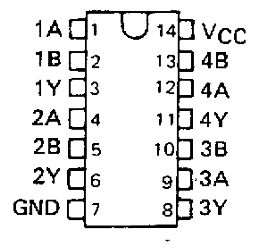 1A 1 14 VCC
1B 2 13 4B
1Y 3 12 4A
2A 4 11 4Y
2B 5 10 3B
2Y 6 9 3A
GND 7 8 3Y